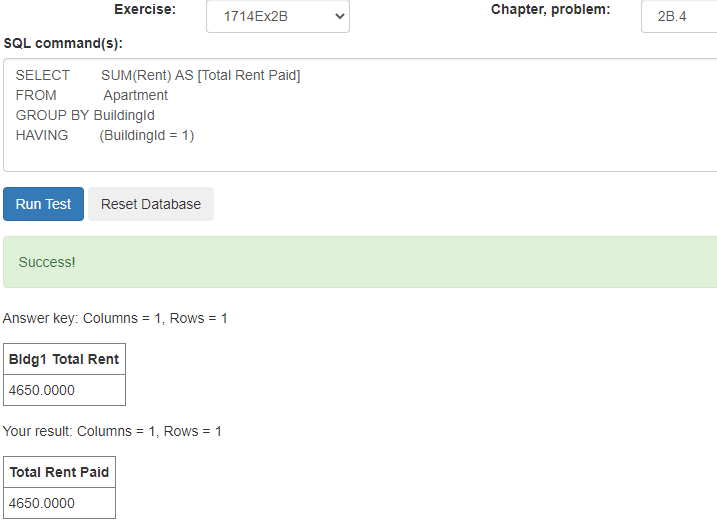 Exercise: 1714Ex2B Chapter, problem: 2B.4
SQL command(s):
SELECT SUM(Rent) AS [Total Rent Paid]
FROM Apartment
GROUP BY BuildingId
HAVING (BuildingId = 1)
Run Test Reset Database
Success!
Answer key: Columns = 1, Rows = 1
Bldg1 Total Rent
4650.0000
Your result: Columns = 1, Rows = 1
Total Rent Paid
4650.0000